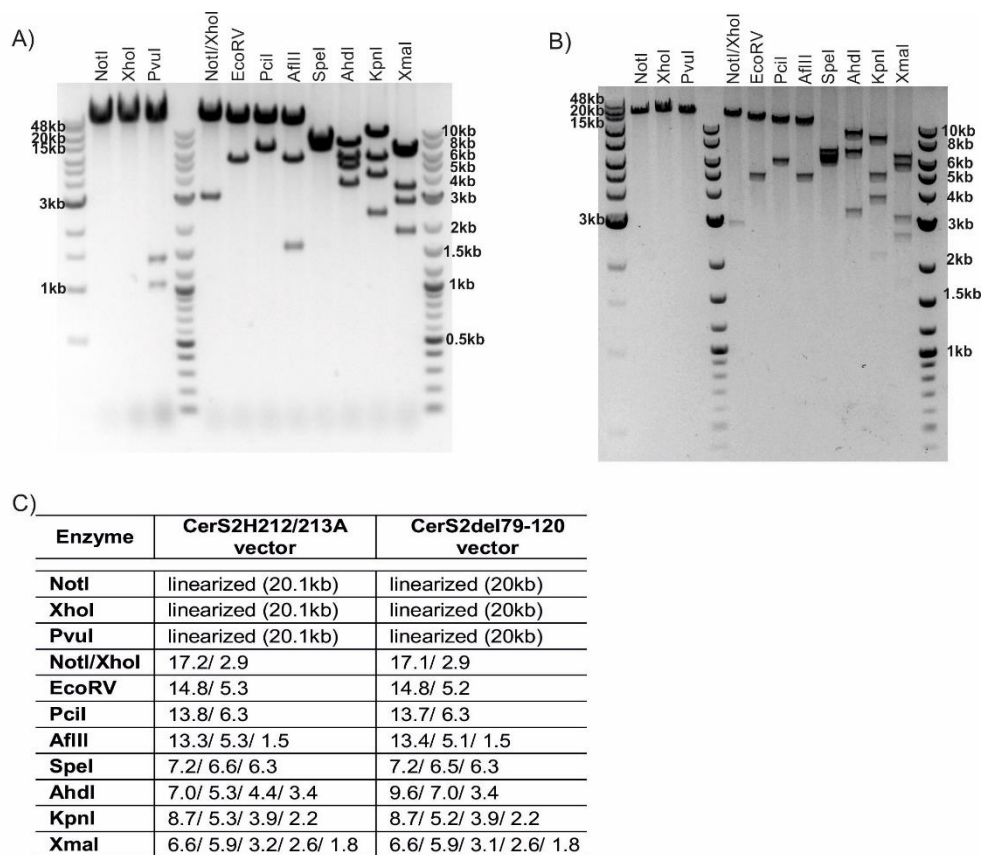 A)
NotI XhoI PvuI NotI/XhoI EcoRV PciI AflII SpeI AhdI KpnI XmaI
48kb
20kb
15kb
3kb
1kb
10kb
8kb
6kb
5kb
4kb
3kb
2kb
1.5kb
1kb
0.5kb
B)
NotI XhoI PvuI NotI/XhoI EcoRV PciI AflII SpeI AhdI KpnI XmaI
48kb
20kb
15kb
3kb
10kb
8kb
6kb
5kb
4kb
3kb
2kb
1.5kb
1kb
C)
Enzyme CerS2H212/213A vector CerS2del79-120 vector
NotI linearized (20.1kb) linearized (20kb)
XhoI linearized (20.1kb) linearized (20kb)
PvuI linearized (20.1kb) linearized (20kb)
NotI/XhoI 17.2/ 2.9 17.1/ 2.9
EcoRV 14.8/ 5.3 14.8/ 5.2
PciI 13.8/ 6.3 13.7/ 6.3
AflII 13.3/ 5.3/ 1.5 13.4/ 5.1/ 1.5
SpeI 7.2/ 6.6/ 6.3 7.2/ 6.5/ 6.3
AhdI 7.0/ 5.3/ 4.4/ 3.4 9.6/ 7.0/ 3.4
KpnI 8.7/ 5.3/ 3.9/ 2.2 8.7/ 5.2/ 3.9/ 2.2
XmaI 6.6/ 5.9/ 3.2/ 2.6/ 1.8 6.6/ 5.9/ 3.1/ 2.6/ 1.8